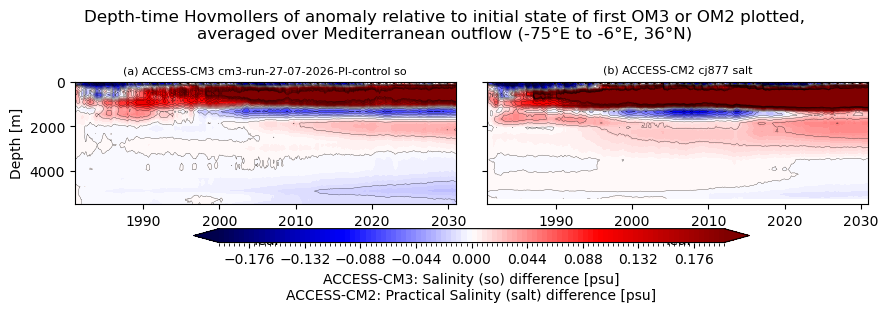 Depth-time Hovmollers of anomaly relative to initial state of first OM3 or OM2 plotted,
averaged over Mediterranean outflow (-75°E to -6°E, 36°N)
(a) ACCESS-CM3 cm3-run-27-07-2026-PI-control so
(b) ACCESS-CM2 cj877 salt
Depth [m]
0
2000
4000
1990
2000
2010
2020
2030
1990
2000
2010
2020
2030
−0.176 −0.132 −0.088 −0.044 0.000 0.044 0.088 0.132 0.176
ACCESS-CM3: Salinity (so) difference [psu]
ACCESS-CM2: Practical Salinity (salt) difference [psu]